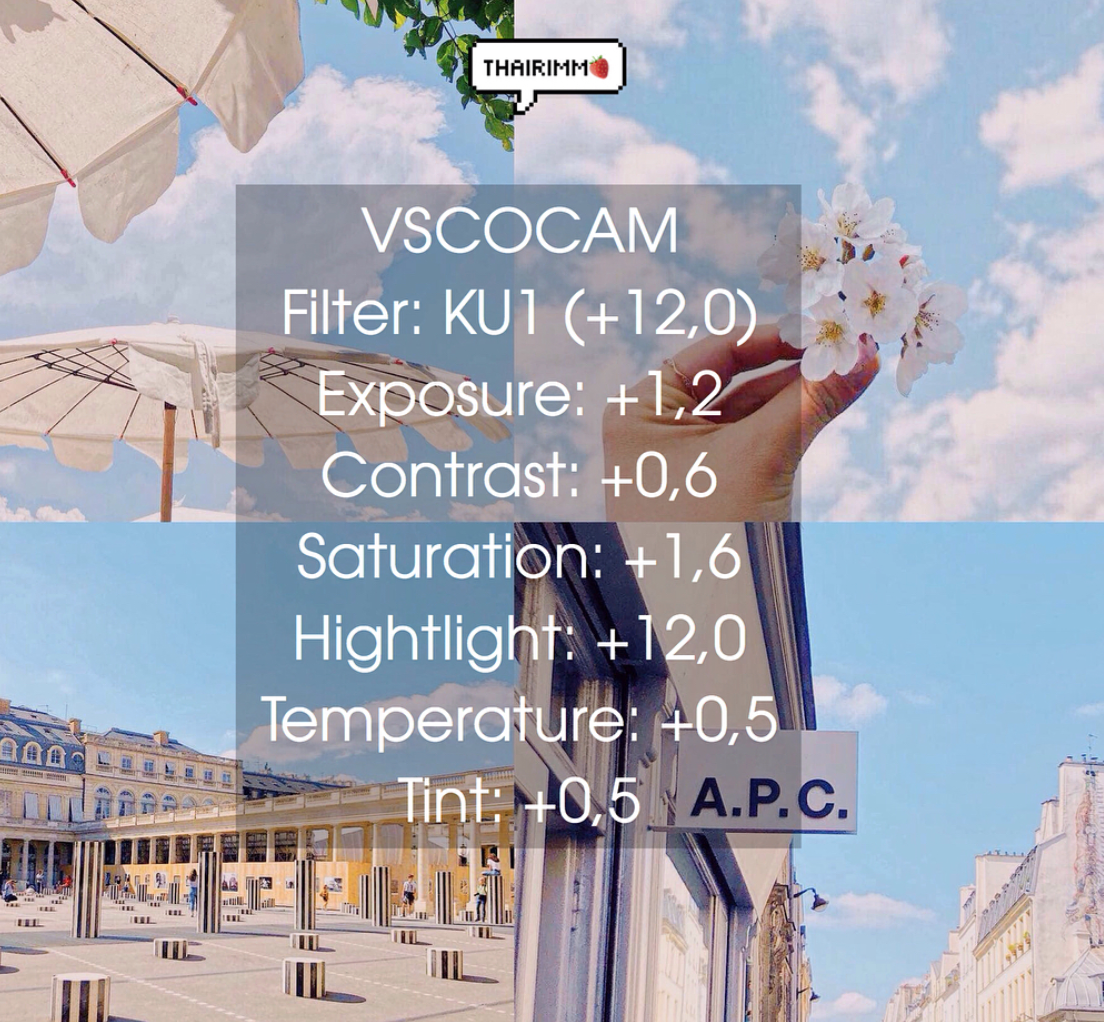 THAIRIMM🍓
VSCOCAM
Filter: KU1 (+12,0)
Exposure: +1,2
Contrast: +0,6
Saturation: +1,6
Hightlight: +12,0
Temperature: +0,5
Tint: +0,5
A.P.C.